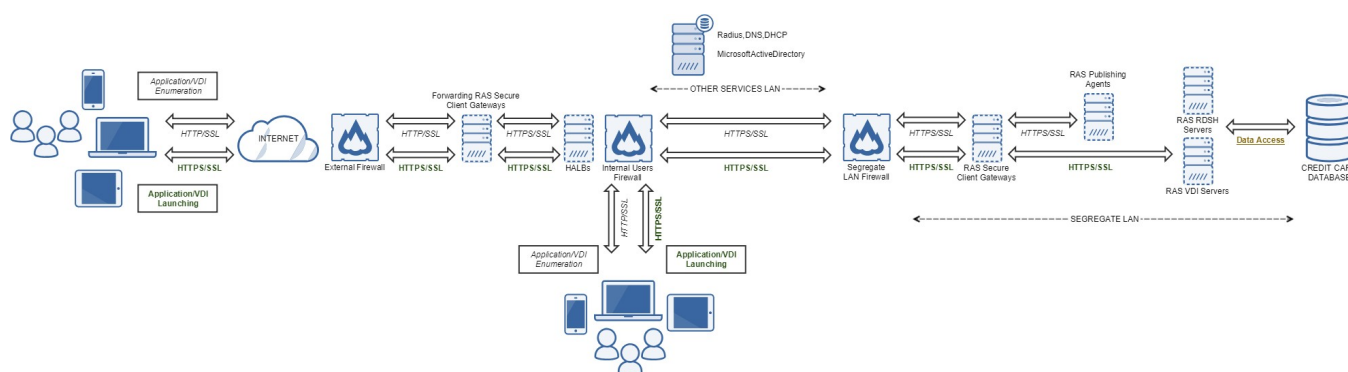 Radius,DNS,DHCP
MicrosoftActiveDirectory
Application/VDI
Enumeration
HTTP/SSL
HTTPS/SSL
Application/VDI
Launching
INTERNET
External Firewall
HTTP/SSL
HTTPS/SSL
Forwarding RAS Secure
Client Gateways
HTTPS/SSL
HTTPS/SSL
HALBs
Internal Users
Firewall
OTHER SERVICES LAN
HTTPS/SSL
HTTPS/SSL
Segregate
LAN Firewall
HTTPS/SSL
HTTPS/SSL
RAS Secure
Client Gateways
RAS Publishing
Agents
HTTPS/SSL
HTTPS/SSL
RAS RDSH
Servers
RAS VDI Servers
Data Access
CREDIT CAR
DATABASE
SEGREGATE LAN
HTTP/SSL
HTTPS/SSL
Application/VDI
Enumeration
Application/VDI
Launching